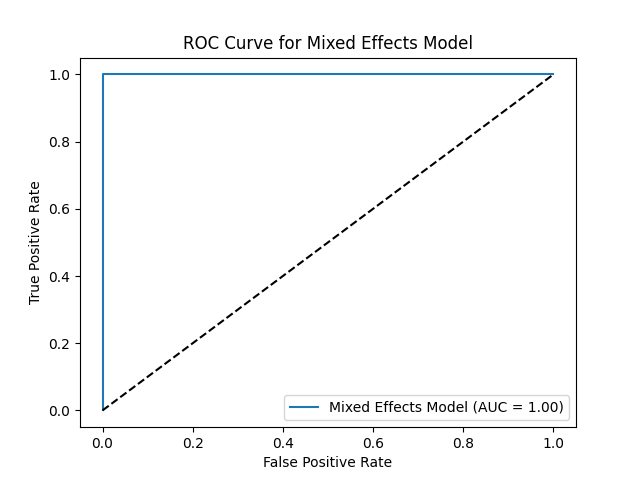 ROC Curve for Mixed Effects Model
True Positive Rate
1.0
0.8
0.6
0.4
0.2
0.0
Mixed Effects Model (AUC = 1.00)
0.0 0.2 0.4 0.6 0.8 1.0
False Positive Rate